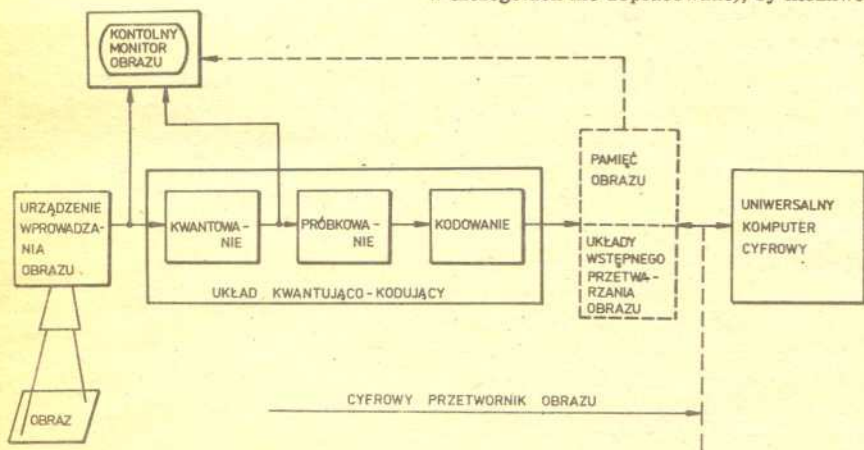 KONTOLNY
MONITOR
OBRAZU
PAMIĘĆ
OBRAZU
URZĄDZENIE
WPROWADZA-
NIA
OBRAZU
KWANTOWA-
NIE
PRÓBKOWA-
NIE
KODOWANIE
UKŁADY
WSTĘPNEGO
PRZETWA-
RZANIA
OBRAZU
UNIWERSALNY
KOMPUTER
CYFROWY
UKŁAD KWANTUJĄCO-KODUJĄCY
CYFROWY PRZETWORNIK OBRAZU
OBRAZ